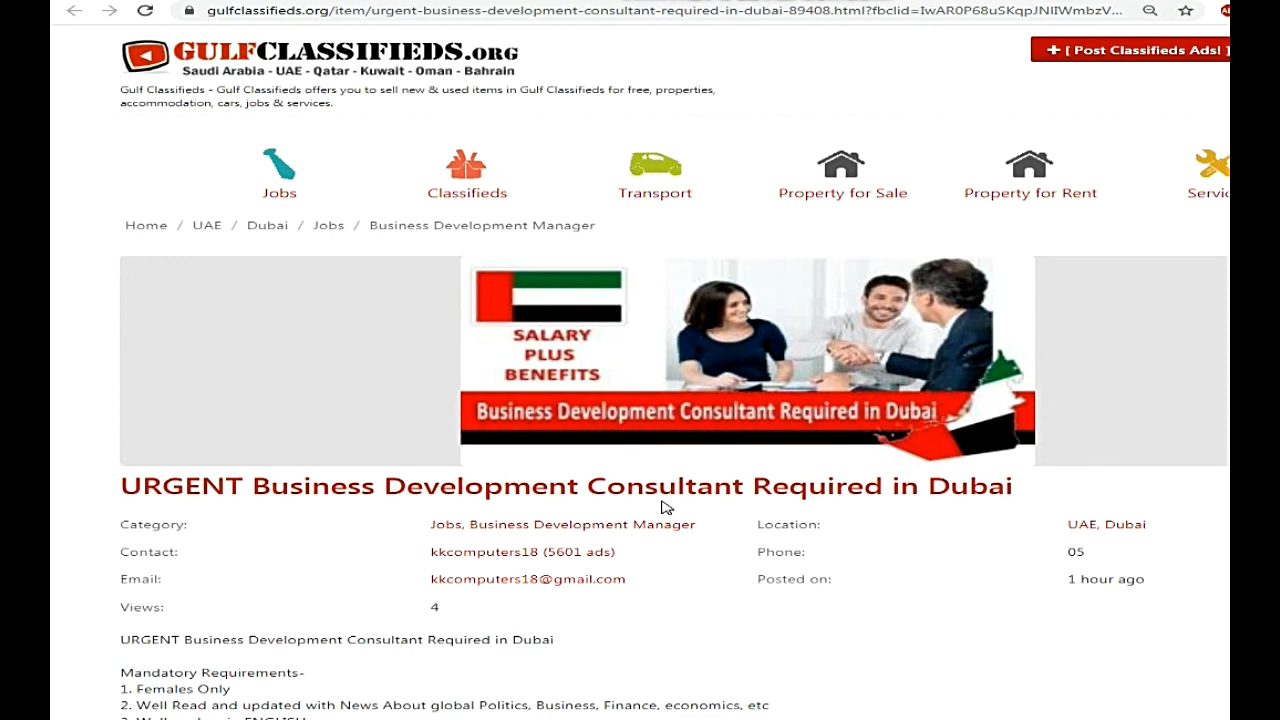 gulfclassifieds.org/item/urgent-business-development-consultant-required-in-dubai-89408.html?fbclid=IwAR0P68uSKqpJNlIWmbzV...
GULFCLASSIFIEDS.ORG
+ [ Post Classifieds Ads! ]
Saudi Arabia - UAE - Qatar - Kuwait - Oman - Bahrain
Gulf Classifieds - Gulf Classifieds offers you to sell new & used items in Gulf Classifieds for free, properties,
accommodation, cars, jobs & services.
Jobs Classifieds Transport Property for Sale Property for Rent Servic
Home / UAE / Dubai / Jobs / Business Development Manager
SALARY
PLUS
BENEFITS
Business Development Consultant Required in Dubai
URGENT Business Development Consultant Required in Dubai
Category: Jobs, Business Development Manager Location: UAE, Dubai
Contact: kkcomputers18 (5601 ads) Phone: 05
Email: kkcomputers18@gmail.com Posted on: 1 hour ago
Views: 4
URGENT Business Development Consultant Required in Dubai
Mandatory Requirements-
1. Females Only
2. Well Read and updated with News About global Politics, Business, Finance, economics, etc